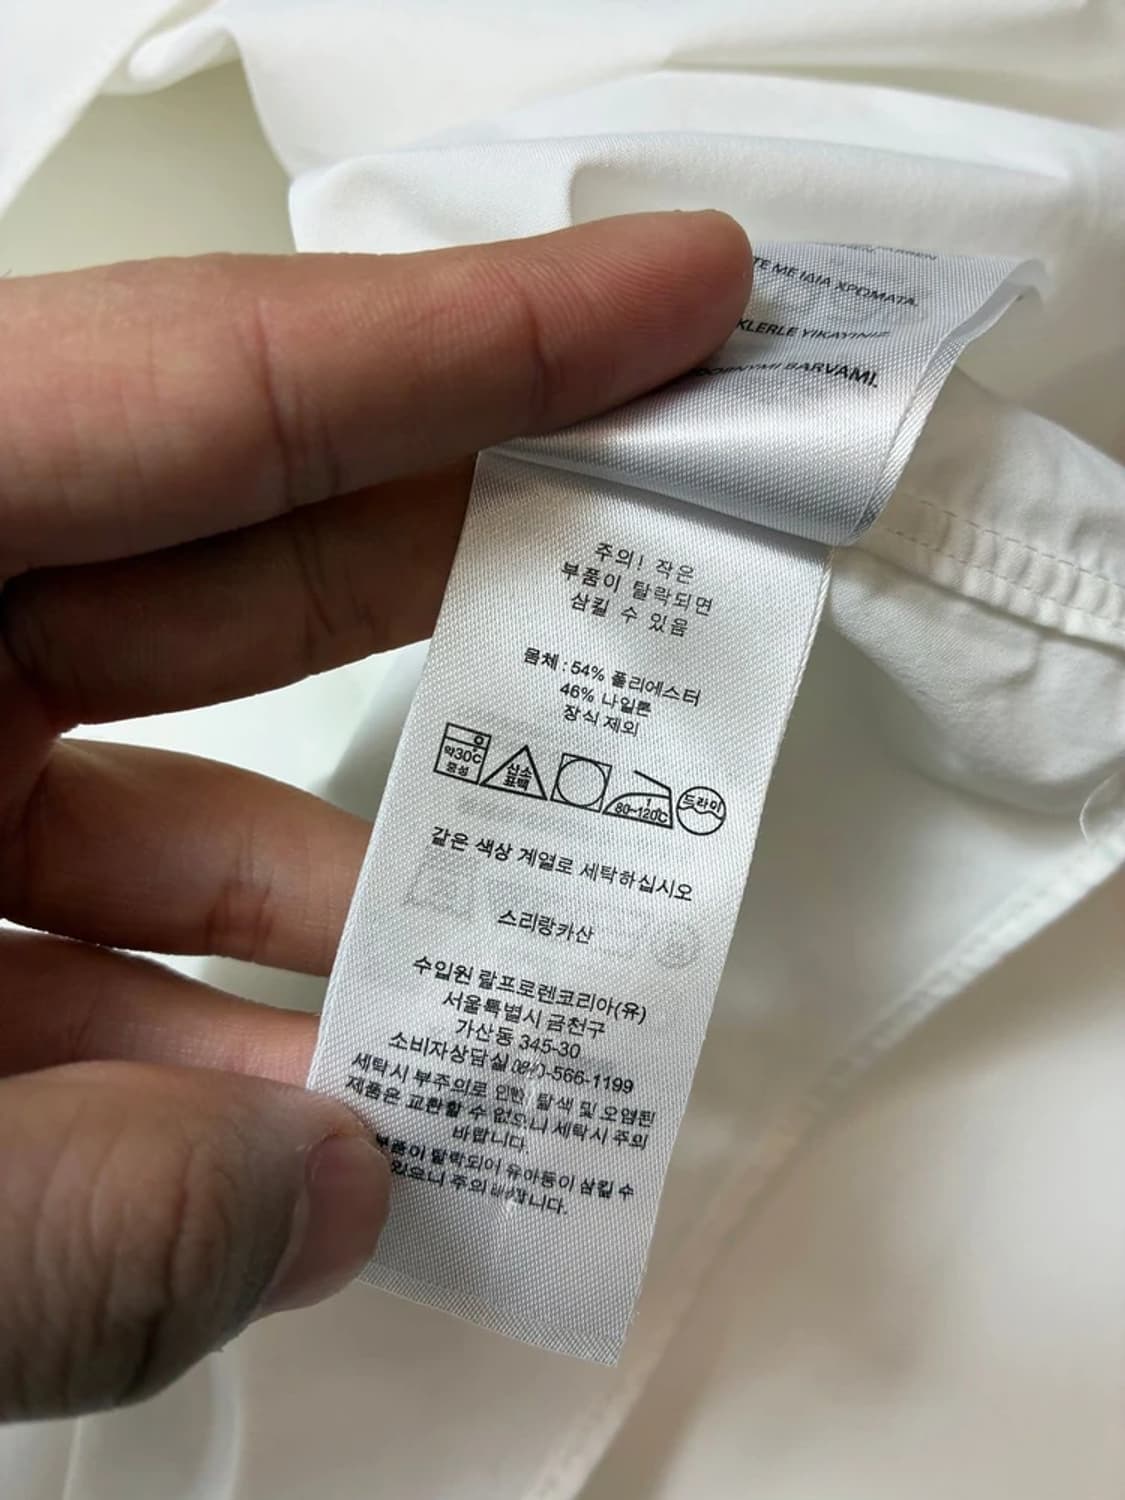 ΜΕ ΙΔΙΑ ΧΡΩΜΑΤΑ.
YIKAYINIZ
BARVAMI.
주의! 작은
부품이 탈락되면
삼킬 수 있음
몸체 : 54% 폴리에스터
46% 나일론
장식 제외
약30℃
중성
산소
표백
1
80~120℃
드라이
같은 색상 계열로 세탁하십시오
스리랑카산
수입원 랄프로렌코리아(유)
서울특별시 금천구
가산동 345-30
소비자상담실 080-566-1199
세탁시 부주의로 인한 탈색 및 오염된
제품은 교환할 수 없으니 세탁시 주의
바랍니다.
부품이 탈락되어 유아등이 삼킬 수
있으니 주의 바랍니다.